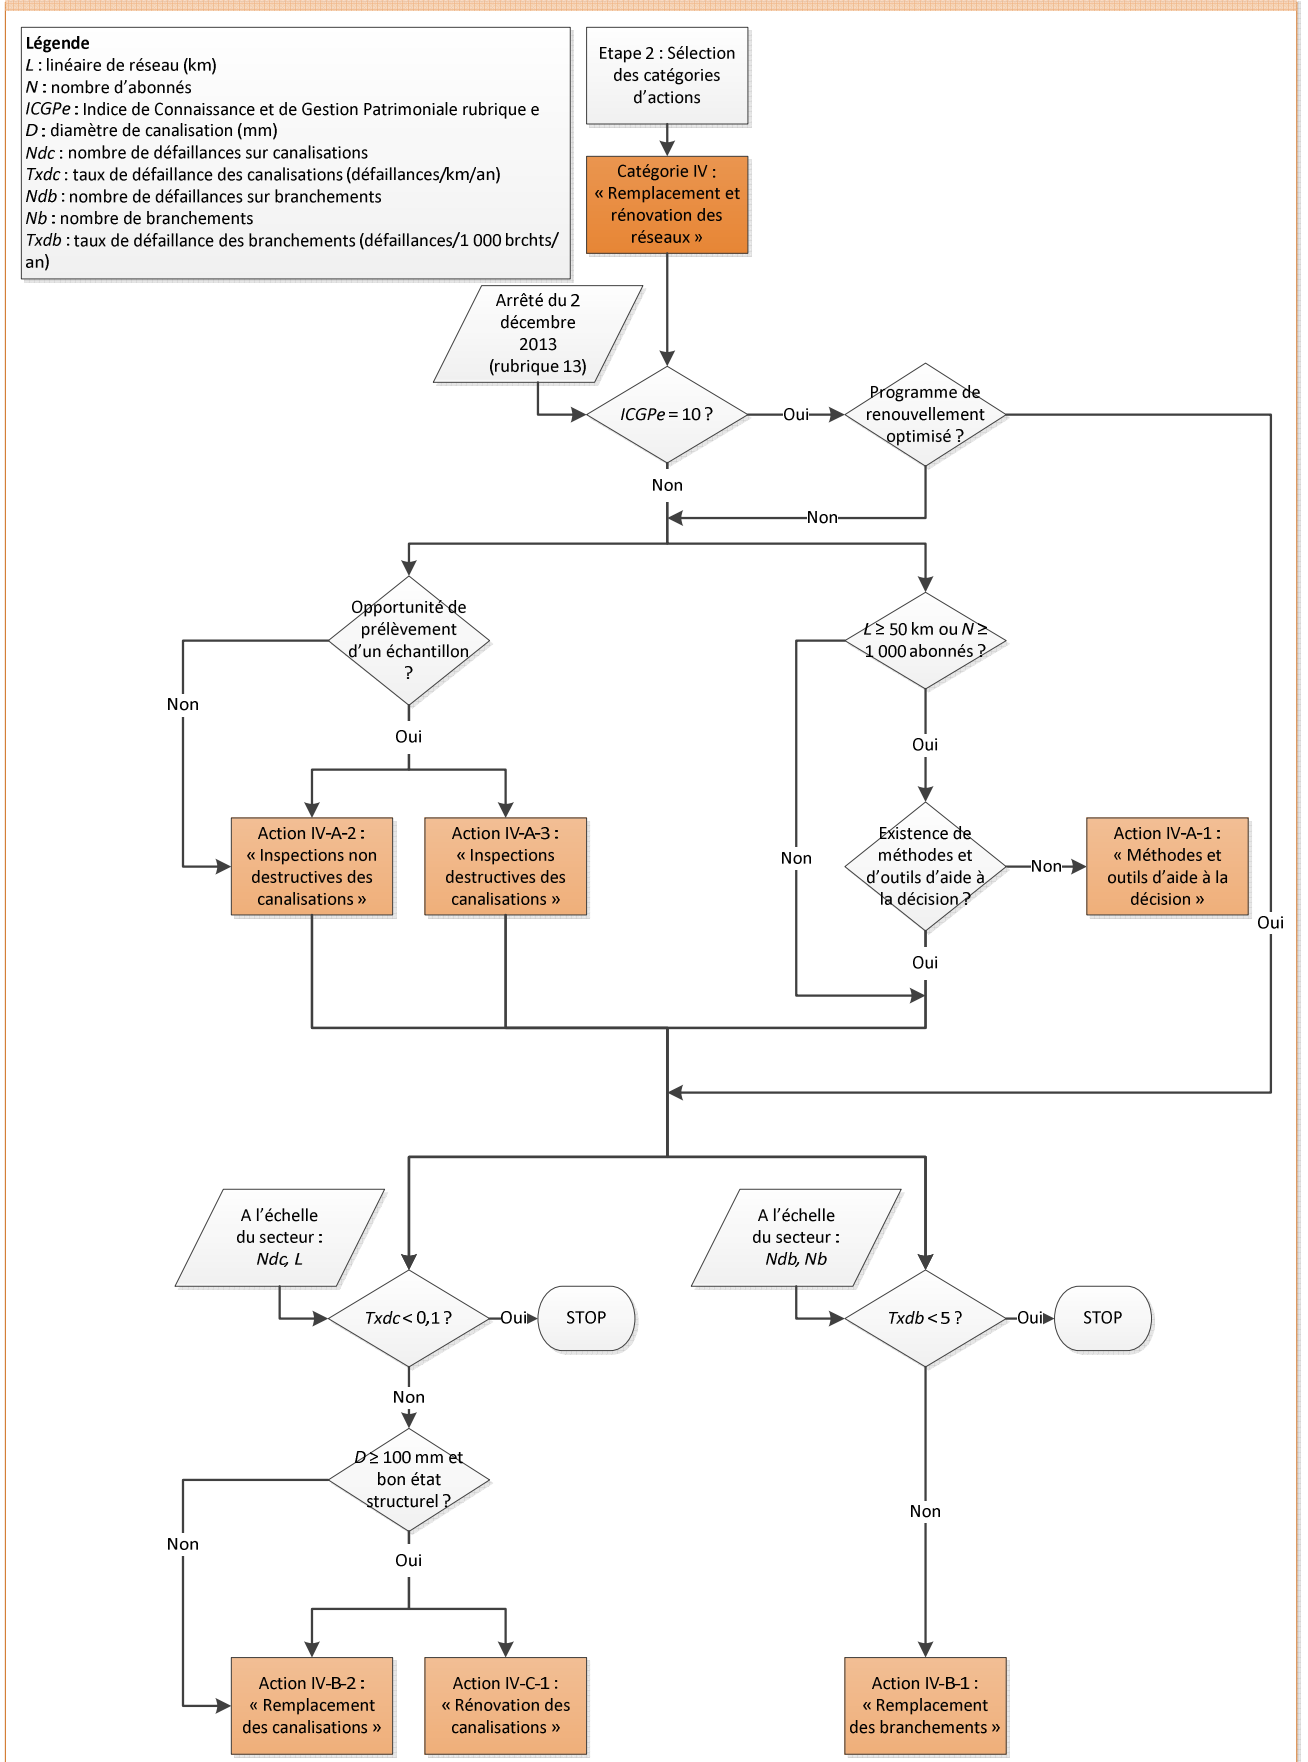 Légende
L : linéaire de réseau (km)
N : nombre d'abonnés
ICGPe : Indice de Connaissance et de Gestion Patrimoniale rubrique e
D : diamètre de canalisation (mm)
Ndc : nombre de défaillances sur canalisations
Txdc : taux de défaillance des canalisations (défaillances/km/an)
Ndb : nombre de défaillances sur branchements
Nb : nombre de branchements
Txdb : taux de défaillance des branchements (défaillances/1 000 brchts/
an)
Etape 2 : Sélection
des catégories
d'actions
Catégorie IV :
« Remplacement et
rénovation des
réseaux »
Arrêté du 2
décembre
2013
(rubrique 13)
ICGPe = 10 ?
Oui
Programme de
renouvellement
optimisé ?
Non
Non
Opportunité de
prélèvement
d'un échantillon
?
L ≥ 50 km ou N ≥
1 000 abonnés ?
Non
Oui
Oui
Action IV-A-2 :
« Inspections non
destructives des
canalisations »
Action IV-A-3 :
« Inspections
destructives des
canalisations »
Non
Existence de
méthodes et
d'outils d'aide à
la décision ?
Non
Action IV-A-1 :
« Méthodes et
outils d'aide à la
décision »
Oui
Oui
A l'échelle
du secteur :
Ndc, L
A l'échelle
du secteur :
Ndb, Nb
Txdc < 0,1 ?
Oui
STOP
Txdb < 5 ?
Oui
STOP
Non
D ≥ 100 mm et
bon état
structurel ?
Non
Non
Oui
Action IV-B-2 :
« Remplacement
des canalisations »
Action IV-C-1 :
« Rénovation des
canalisations »
Action IV-B-1 :
« Remplacement
des branchements »